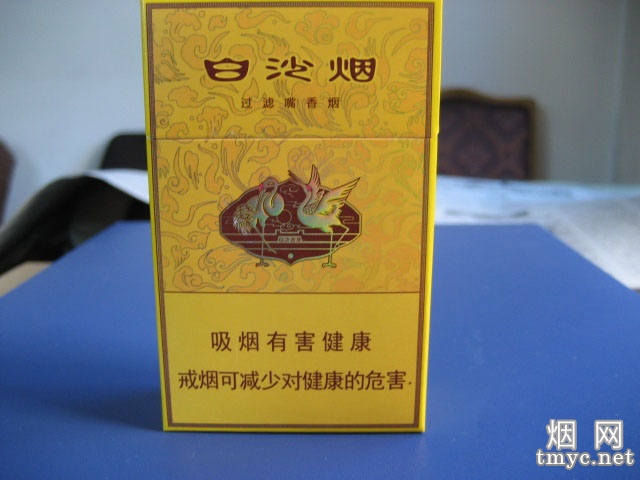 白沙烟
过滤嘴香烟
吸烟有害健康
戒烟可减少对健康的危害.
烟网
tmyc.net